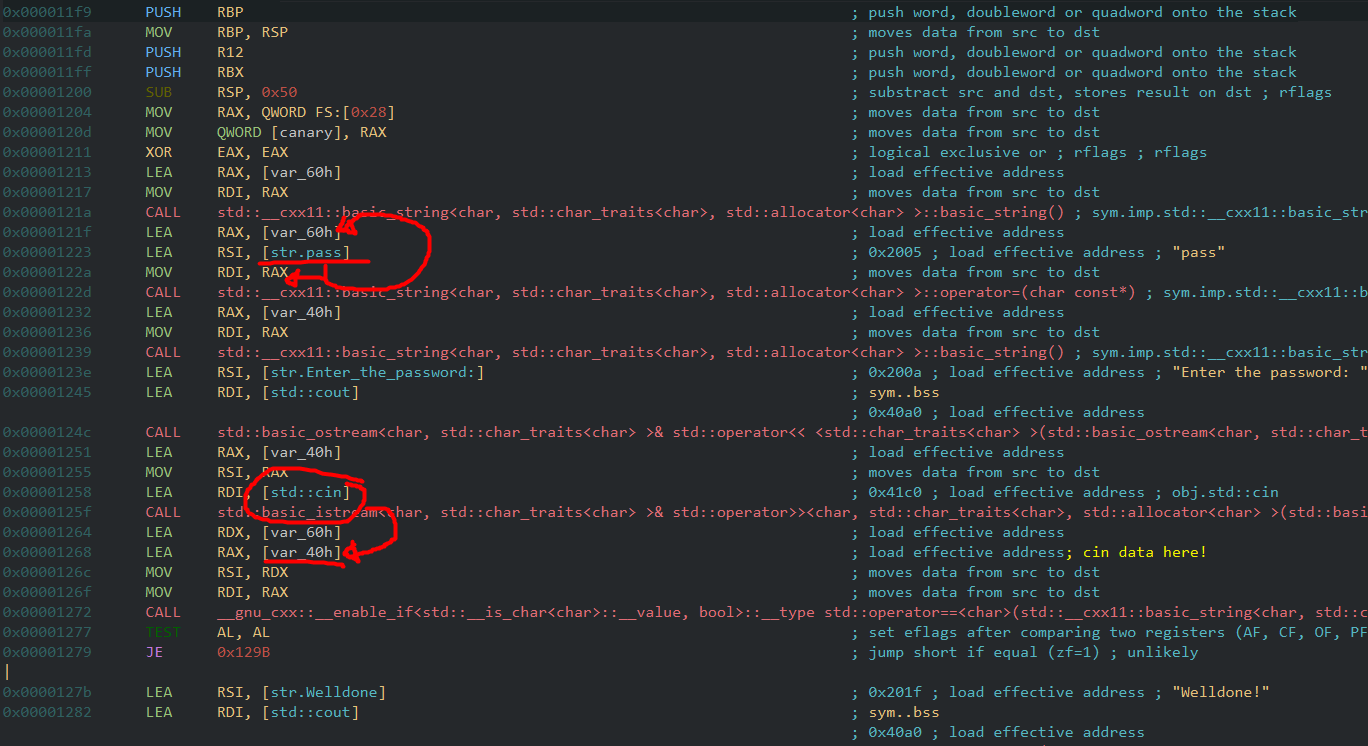 0x000011f9 PUSH RBP ; push word, doubleword or quadword onto the stack
0x000011fa MOV RBP, RSP ; moves data from src to dst
0x000011fd PUSH R12 ; push word, doubleword or quadword onto the stack
0x000011ff PUSH RBX ; push word, doubleword or quadword onto the stack
0x00001200 SUB RSP, 0x50 ; substract src and dst, stores result on dst ; rflags
0x00001204 MOV RAX, QWORD FS:[0x28] ; moves data from src to dst
0x0000120d MOV QWORD [canary], RAX ; moves data from src to dst
0x00001211 XOR EAX, EAX ; logical exclusive or ; rflags ; rflags
0x00001213 LEA RAX, [var_60h] ; load effective address
0x00001217 MOV RDI, RAX ; moves data from src to dst
0x0000121a CALL std::__cxx11::basic_string<char, std::char_traits<char>, std::allocator<char> >::basic_string() ; sym.imp.std::__cxx11::basic_str
0x0000121f LEA RAX, [var_60h] ; load effective address
0x00001223 LEA RSI, [str.pass] ; 0x2005 ; load effective address ; "pass"
0x0000122a MOV RDI, RAX ; moves data from src to dst
0x0000122d CALL std::__cxx11::basic_string<char, std::char_traits<char>, std::allocator<char> >::operator=(char const*) ; sym.imp.std::__cxx11::b
0x00001232 LEA RAX, [var_40h] ; load effective address
0x00001236 MOV RDI, RAX ; moves data from src to dst
0x00001239 CALL std::__cxx11::basic_string<char, std::char_traits<char>, std::allocator<char> >::basic_string() ; sym.imp.std::__cxx11::basic_str
0x0000123e LEA RSI, [str.Enter_the_password:] ; 0x200a ; load effective address ; "Enter the password: "
0x00001245 LEA RDI, [std::cout] ; sym..bss
; 0x40a0 ; load effective address
0x0000124c CALL std::basic_ostream<char, std::char_traits<char> >& std::operator<< <std::char_traits<char> >(std::basic_ostream<char, std::char_t
0x00001251 LEA RAX, [var_40h] ; load effective address
0x00001255 MOV RSI, RAX ; moves data from src to dst
0x00001258 LEA RDI, [std::cin] ; 0x41c0 ; load effective address ; obj.std::cin
0x0000125f CALL std::basic_istream<char, std::char_traits<char> >& std::operator>><char, std::char_traits<char>, std::allocator<char> >(std::basi
0x00001264 LEA RDX, [var_60h] ; load effective address
0x00001268 LEA RAX, [var_40h] ; load effective address; cin data here!
0x0000126c MOV RSI, RDX ; moves data from src to dst
0x0000126f MOV RDI, RAX ; moves data from src to dst
0x00001272 CALL __gnu_cxx::__enable_if<std::__is_char<char>::__value, bool>::__type std::operator==<char>(std::__cxx11::basic_string<char, std::c
0x00001277 TEST AL, AL ; set eflags after comparing two registers (AF, CF, OF, PF
0x00001279 JE 0x129B ; jump short if equal (zf=1) ; unlikely
0x0000127b LEA RSI, [str.Welldone] ; 0x201f ; load effective address ; "Welldone!"
0x00001282 LEA RDI, [std::cout] ; sym..bss
; 0x40a0 ; load effective address